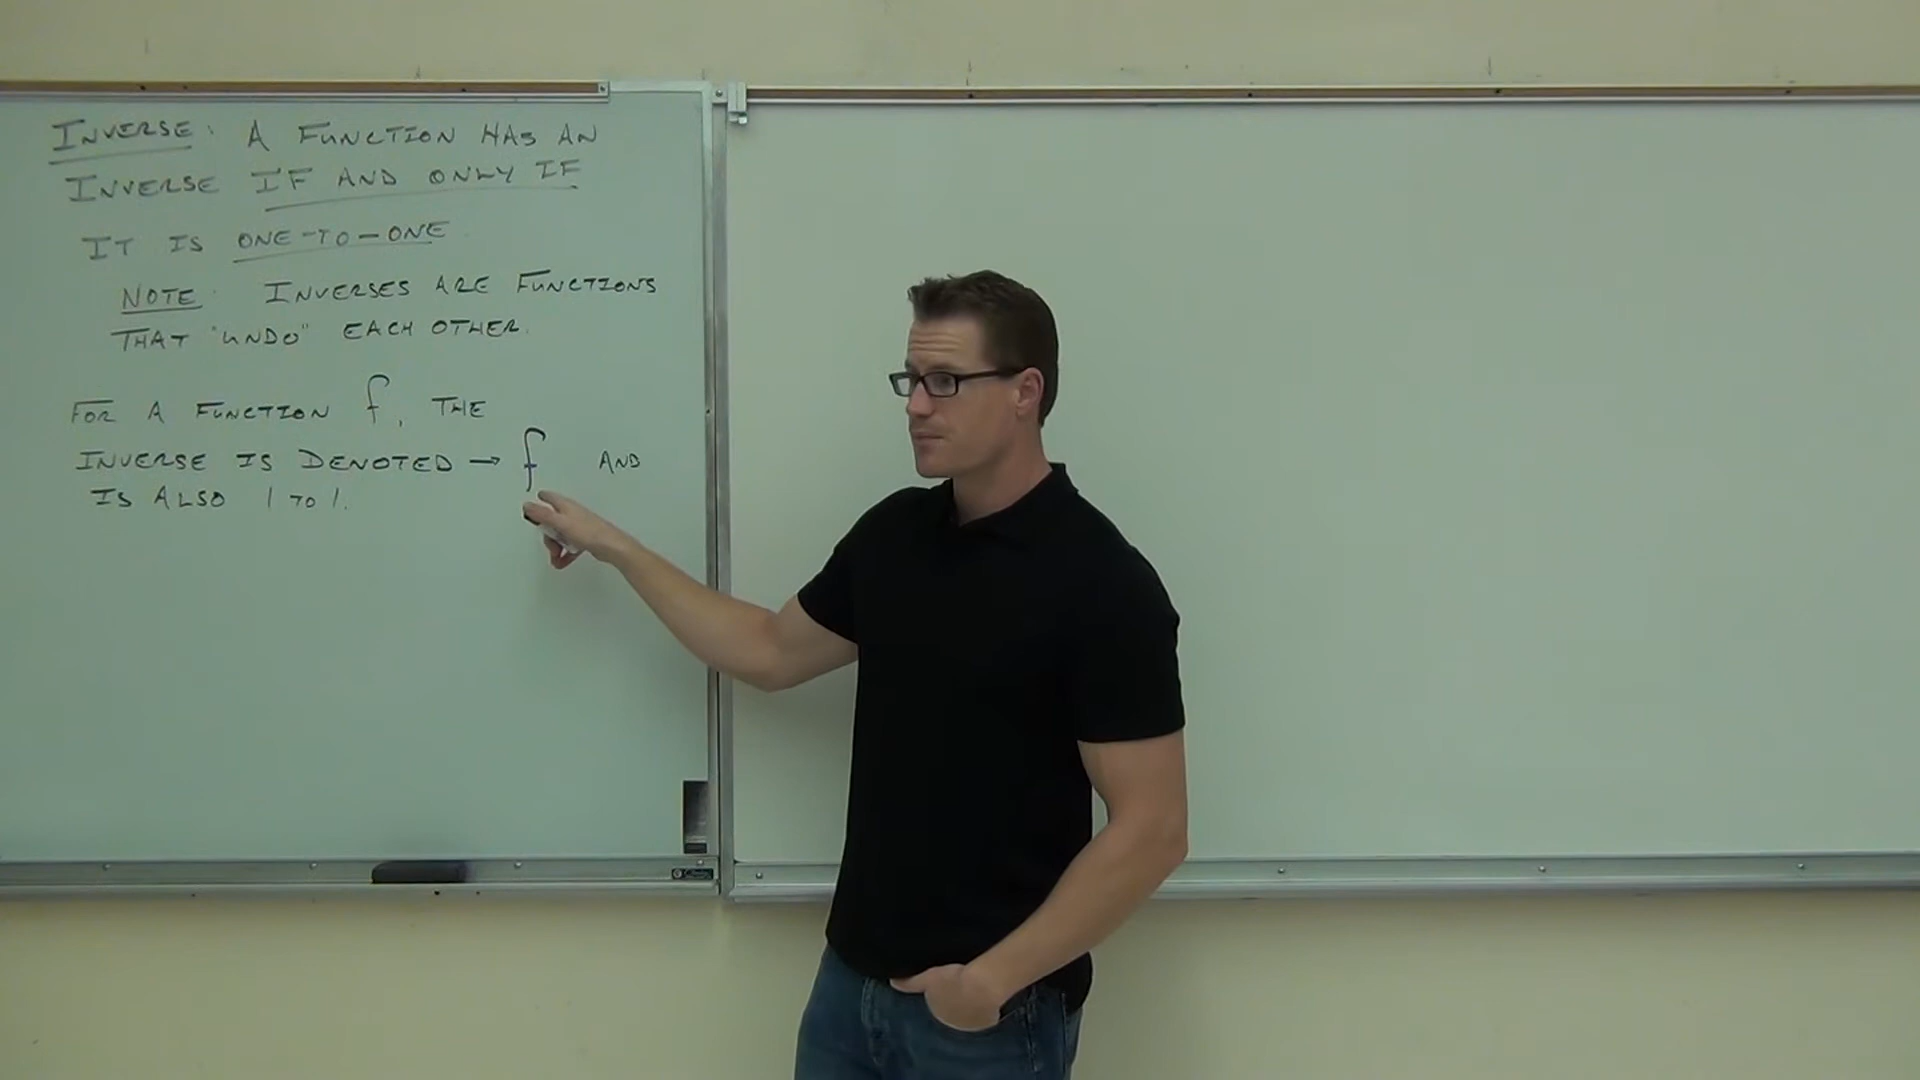 INVERSE: A FUNCTION HAS AN
INVERSE IF AND ONLY IF
IT IS ONE-TO-ONE
NOTE: INVERSES ARE FUNCTIONS
THAT "UNDO" EACH OTHER.
FOR A FUNCTION f, THE
INVERSE IS DENOTED → f AND
IS ALSO 1 TO 1.